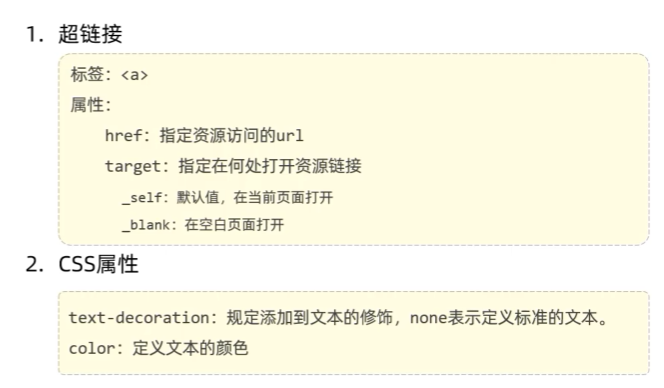 1. 超链接
标签：<a>
属性：
href：指定资源访问的url
target：指定在何处打开资源链接
_self：默认值，在当前页面打开
_blank：在空白页面打开
2. CSS属性
text-decoration：规定添加到文本的修饰，none表示定义标准的文本。
color：定义文本的颜色